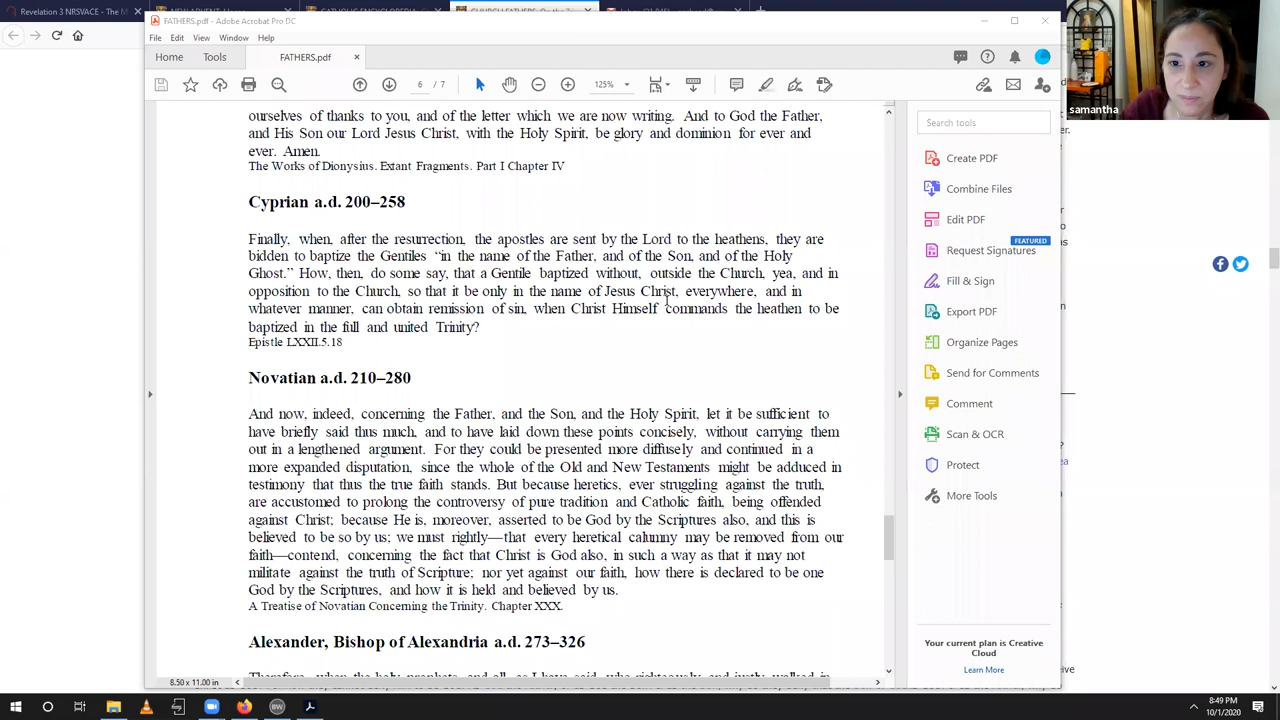 Revelation 3 NRSVACE - The M
FATHERS.pdf - Adobe Acrobat Pro DC
File Edit View Window Help
Home Tools FATHERS.pdf ×
6 / 7 125%
samantha
ourselves of thanks and of the letter which we are now writing. And to God the Father,
and His Son our Lord Jesus Christ, with the Holy Spirit, be glory and dominion for ever and
ever. Amen.
The Works of Dionysius. Extant Fragments. Part I Chapter IV
Cyprian a.d. 200–258
Finally, when, after the resurrection, the apostles are sent by the Lord to the heathens, they are
bidden to baptize the Gentiles “in the name of the Father, and of the Son, and of the Holy
Ghost.” How, then, do some say, that a Gentile baptized without, outside the Church, yea, and in
opposition to the Church, so that it be only in the name of Jesus Christ, everywhere, and in
whatever manner, can obtain remission of sin, when Christ Himself commands the heathen to be
baptized in the full and united Trinity?
Epistle LXXII.5.18
Novatian a.d. 210–280
And now, indeed, concerning the Father, and the Son, and the Holy Spirit, let it be sufficient to
have briefly said thus much, and to have laid down these points concisely, without carrying them
out in a lengthened argument. For they could be presented more diffusely and continued in a
more expanded disputation, since the whole of the Old and New Testaments might be adduced in
testimony that thus the true faith stands. But because heretics, ever struggling against the truth,
are accustomed to prolong the controversy of pure tradition and Catholic faith, being offended
against Christ; because He is, moreover, asserted to be God by the Scriptures also, and this is
believed to be so by us; we must rightly—that every heretical calumny may be removed from our
faith—contend, concerning the fact that Christ is God also, in such a way as that it may not
militate against the truth of Scripture; nor yet against our faith, how there is declared to be one
God by the Scriptures, and how it is held and believed by us.
A Treatise of Novatian Concerning the Trinity. Chapter XXX.
Alexander, Bishop of Alexandria a.d. 273–326
8.50 x 11.00 in
Search tools
Create PDF
Combine Files
Edit PDF
FEATURED
Request Signatures
Fill & Sign
Export PDF
Organize Pages
Send for Comments
Comment
Scan & OCR
Protect
More Tools
Your current plan is Creative
Cloud
Learn More
8:49 PM
10/1/2020